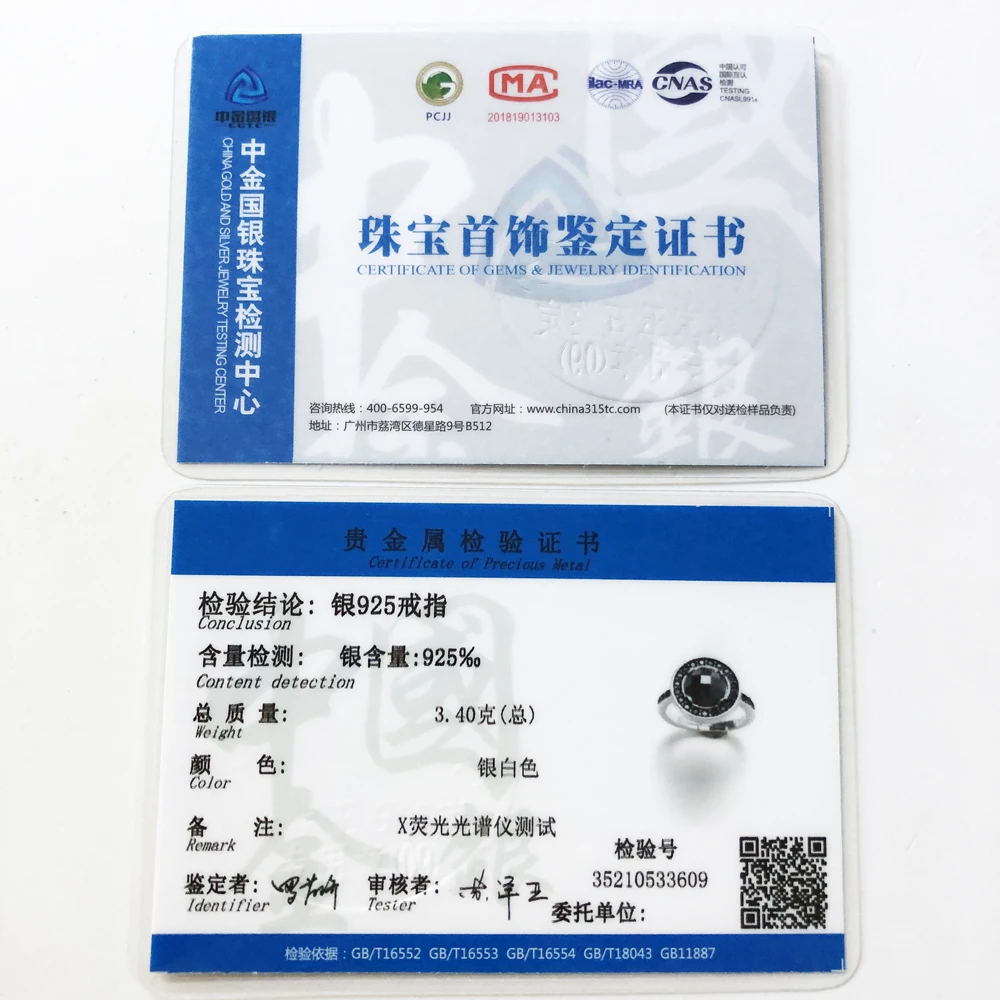 中金国银
CGTC
中金国银珠宝检测中心
CHINA GOLD AND SILVER JEWELRY TESTING CENTER
PCJJ
MA
201819013103
ilac-MRA
CNAS
中国认可
国际互认
检测
TESTING
珠宝首饰鉴定证书
CERTIFICATE OF GEMS & JEWELRY IDENTIFICATION
咨询热线：400-6599-954 官方网址：www.china315tc.com (本证书仅对送检样品负责)
地址：广州市荔湾区德星路9号B512
贵金属检验证书
Certificate of Precious Metal
检验结论: 银925戒指
Conclusion
含量检测: 银含量:925‰
Content detection
总质量: 3.40克(总)
Weight
颜色: 银白色
Color
备注: X荧光光谱仪测试
Remark
检验号
35210533609
鉴定者: 审核者:
Identifier Tester
委托单位:
检验依据：GB/T16552 GB/T16553 GB/T16554 GB/T18043 GB11887